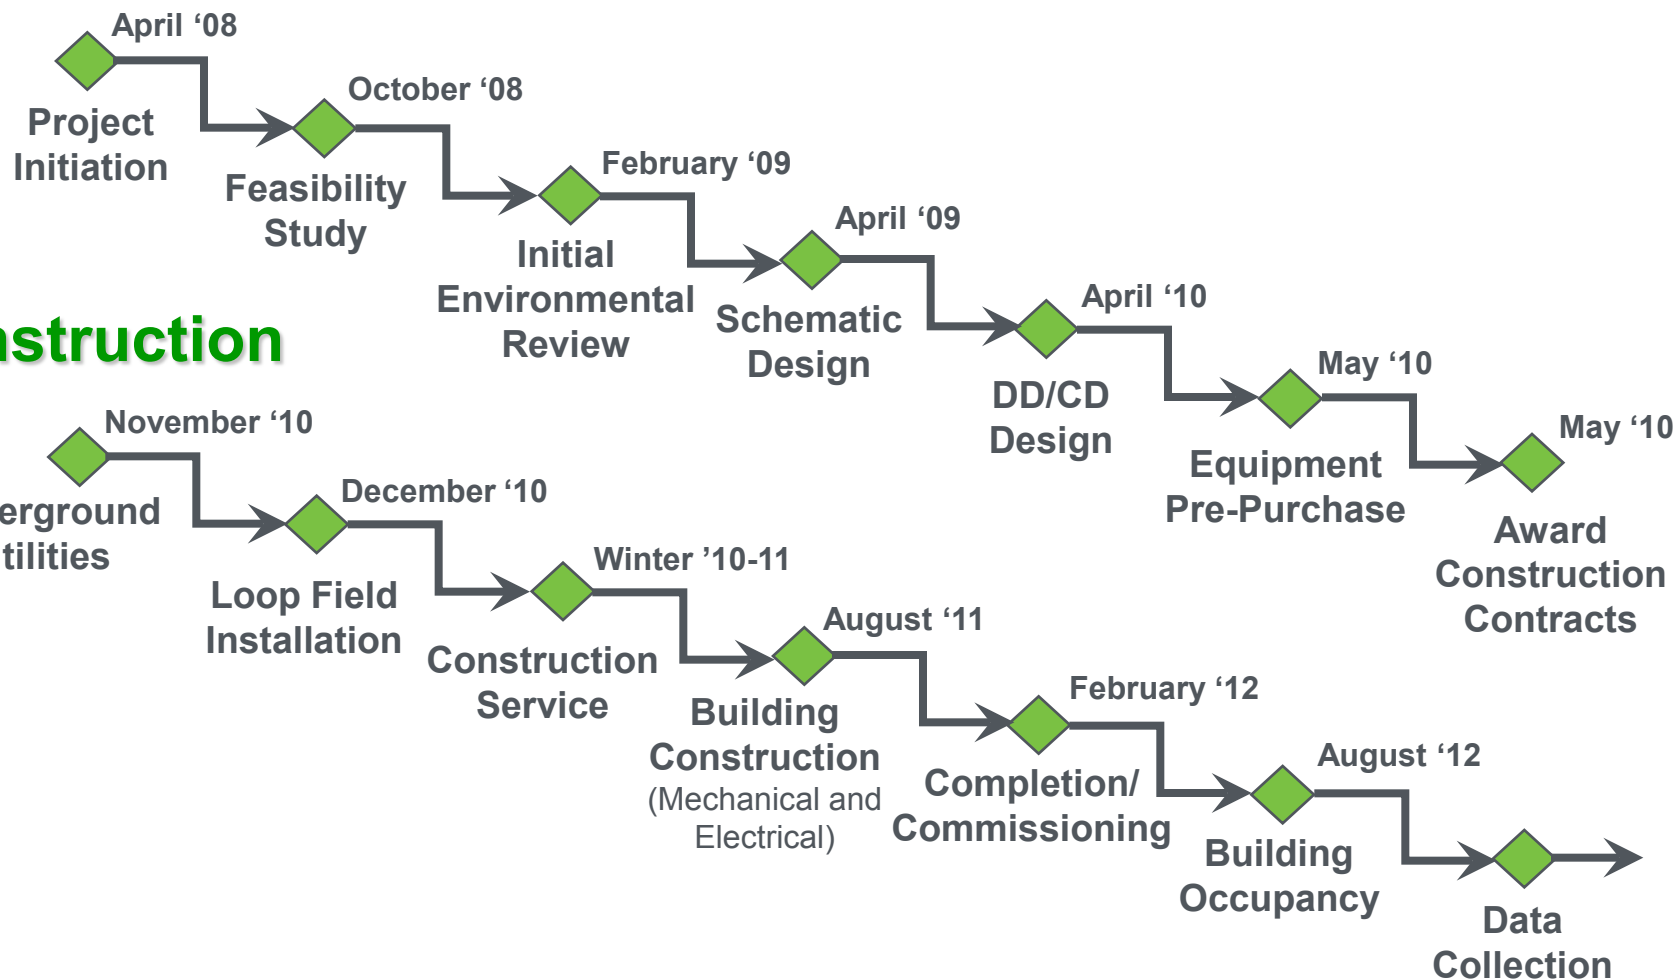 April ‘08
Project
Initiation
October ‘08
Feasibility
Study
February ‘09
Initial
Environmental
Review
April ‘09
Schematic
Design
April ‘10
DD/CD
Design
May ‘10
Equipment
Pre-Purchase
May ‘10
Award
Construction
Contracts
nstruction
November ‘10
erground
tilities
December ‘10
Loop Field
Installation
Winter ’10-11
Construction
Service
August ‘11
Building
Construction
(Mechanical and
Electrical)
February ‘12
Completion/
Commissioning
August ‘12
Building
Occupancy
Data
Collection